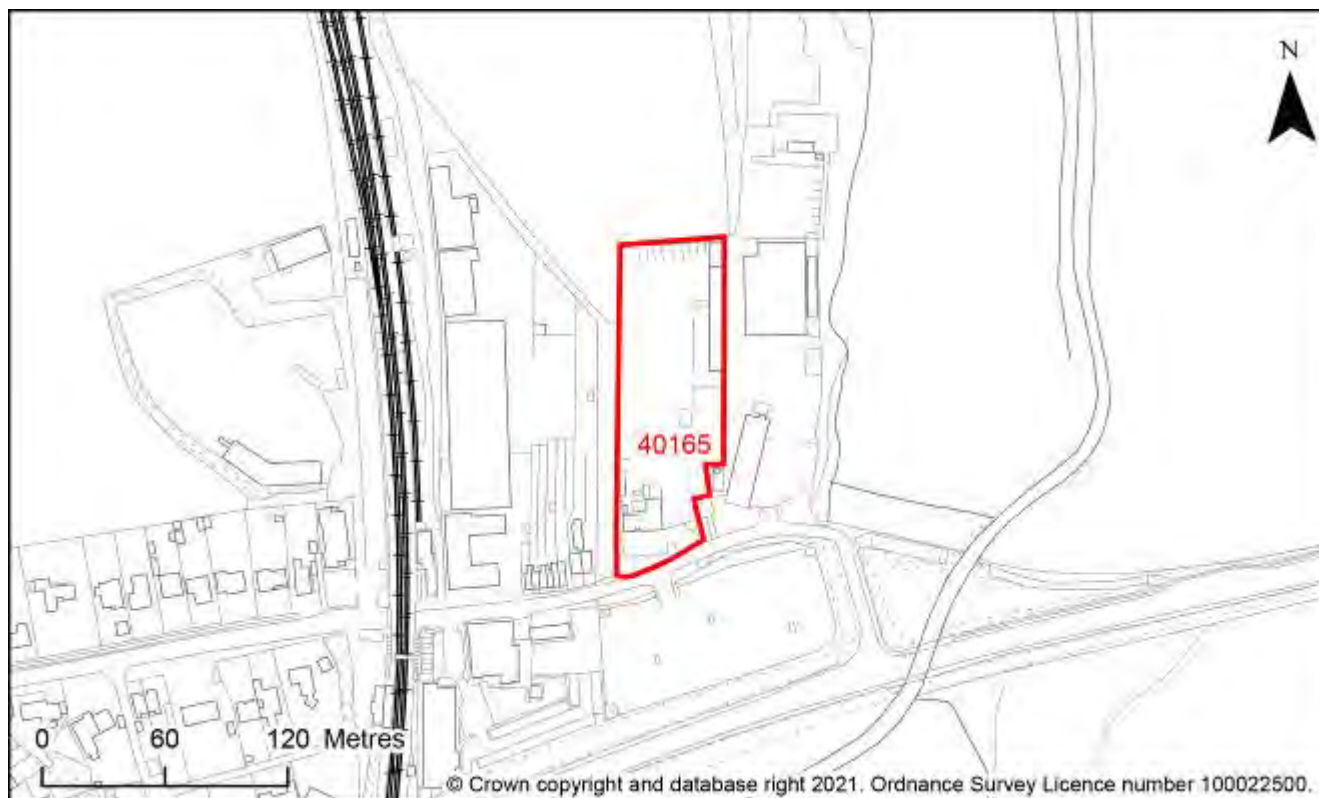 N
40165
0 60 120 Metres
© Crown copyright and database right 2021. Ordnance Survey Licence number 100022500.